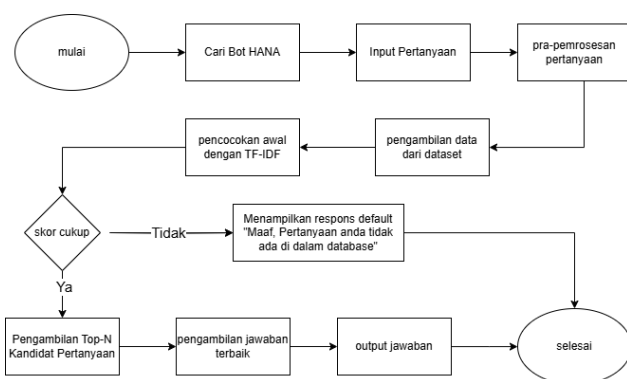 mulai
Cari Bot HANA
Input Pertanyaan
pra-pemrosesan
pertanyaan
pengambilan data
dari dataset
pencocokan awal
dengan TF-IDF
skor cukup
Tidak
Menampilkan respons default
"Maaf, Pertanyaan anda tidak
ada di dalam database"
Ya
Pengambilan Top-N
Kandidat Pertanyaan
pengambilan jawaban
terbaik
output jawaban
selesai